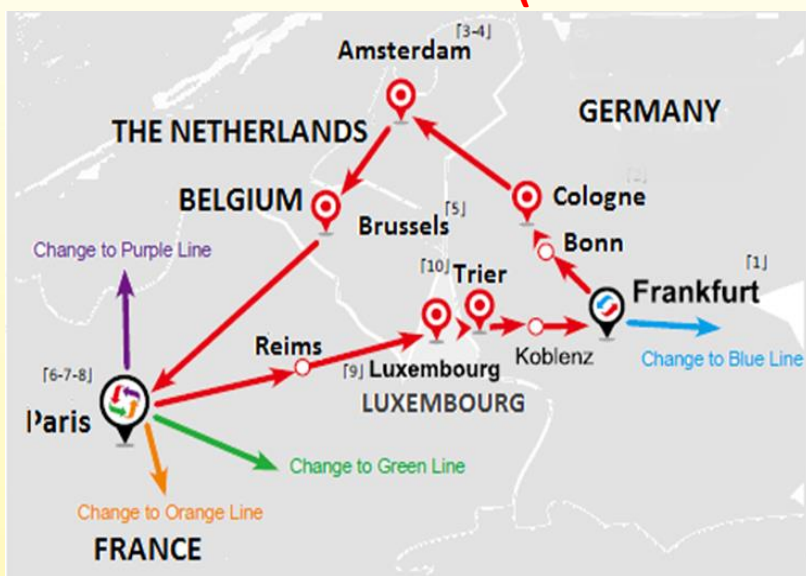 ⌈3-4⌋
Amsterdam
GERMANY
THE NETHERLANDS
Cologne
BELGIUM
⌈5⌋
Brussels
Bonn
Change to Purple Line
⌈10⌋
Trier
⌈1⌋
Frankfurt
Reims
Koblenz
Change to Blue Line
⌈6-7-8⌋
⌈9⌋
Luxembourg
LUXEMBOURG
Paris
Change to Green Line
Change to Orange Line
FRANCE